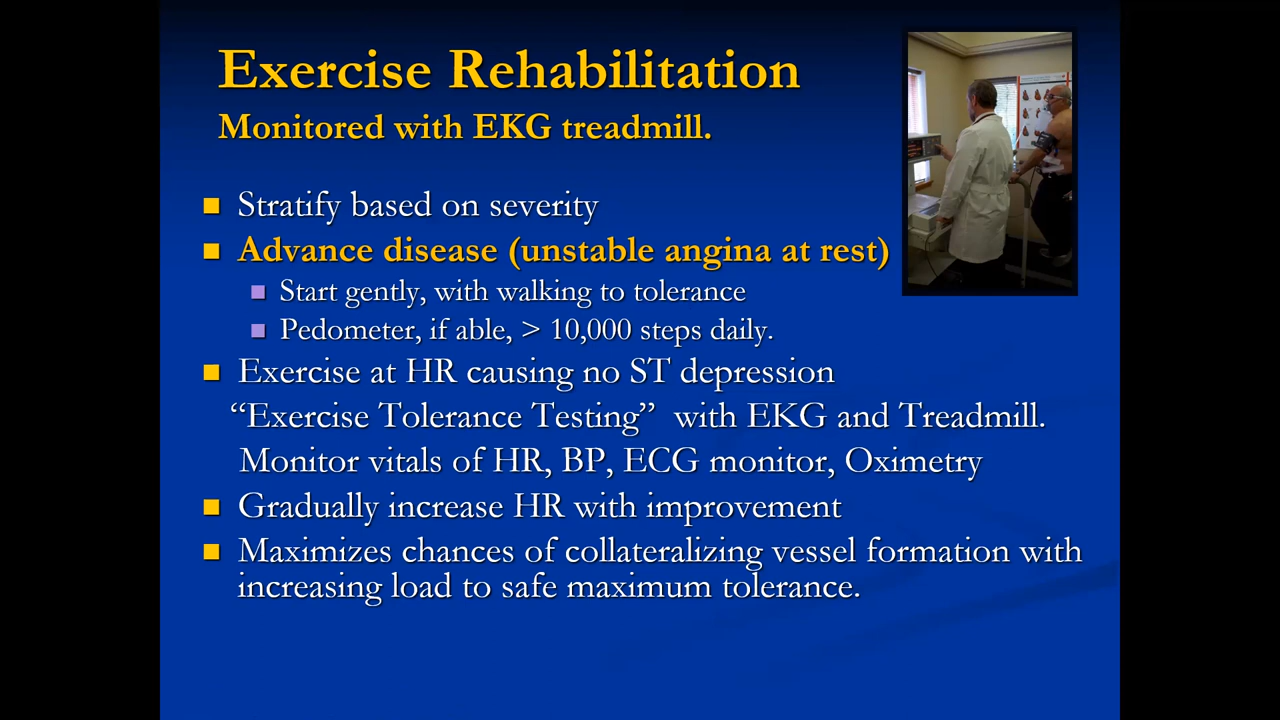 Exercise Rehabilitation
Monitored with EKG treadmill.
Stratify based on severity
Advance disease (unstable angina at rest)
Start gently, with walking to tolerance
Pedometer, if able, > 10,000 steps daily.
Exercise at HR causing no ST depression
“Exercise Tolerance Testing”  with EKG and Treadmill.
Monitor vitals of HR, BP, ECG monitor, Oximetry
Gradually increase HR with improvement
Maximizes chances of collateralizing vessel formation with
increasing load to safe maximum tolerance.